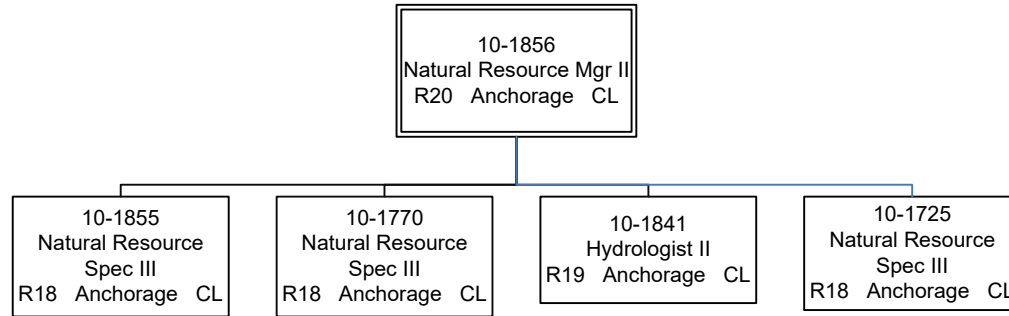 10-1856
Natural Resource Mgr II
R20 Anchorage CL
10-1855
Natural Resource
Spec III
R18 Anchorage CL
10-1770
Natural Resource
Spec III
R18 Anchorage CL
10-1841
Hydrologist II
R19 Anchorage CL
10-1725
Natural Resource
Spec III
R18 Anchorage CL